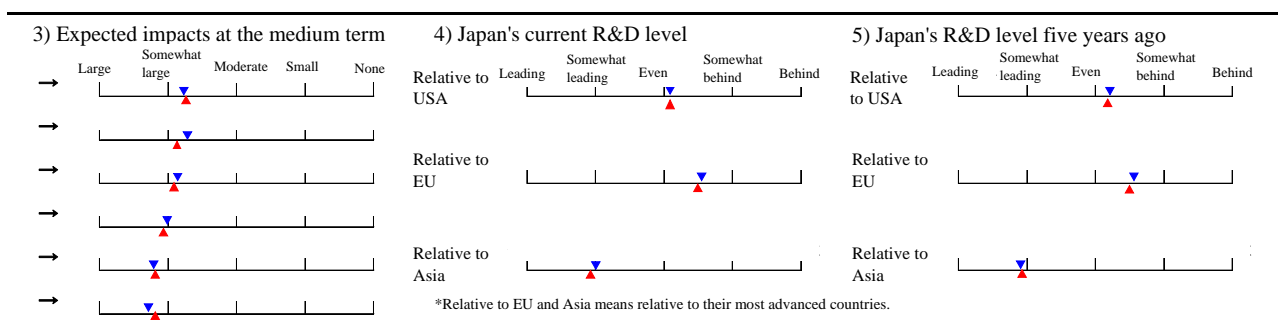 3) Expected impacts at the medium term
Large
Somewhat
large
Moderate
Small
None
→
→
→
→
→
→
4) Japan's current R&D level
Relative to
USA
Leading
Somewhat
leading
Even
Somewhat
behind
Behind
Relative to
EU
Relative to
Asia
*Relative to EU and Asia means relative to their most advanced countries.
5) Japan's R&D level five years ago
Relative
to USA
Leading
Somewhat
leading
Even
Somewhat
behind
Behind
Relative to
EU
Relative to
Asia